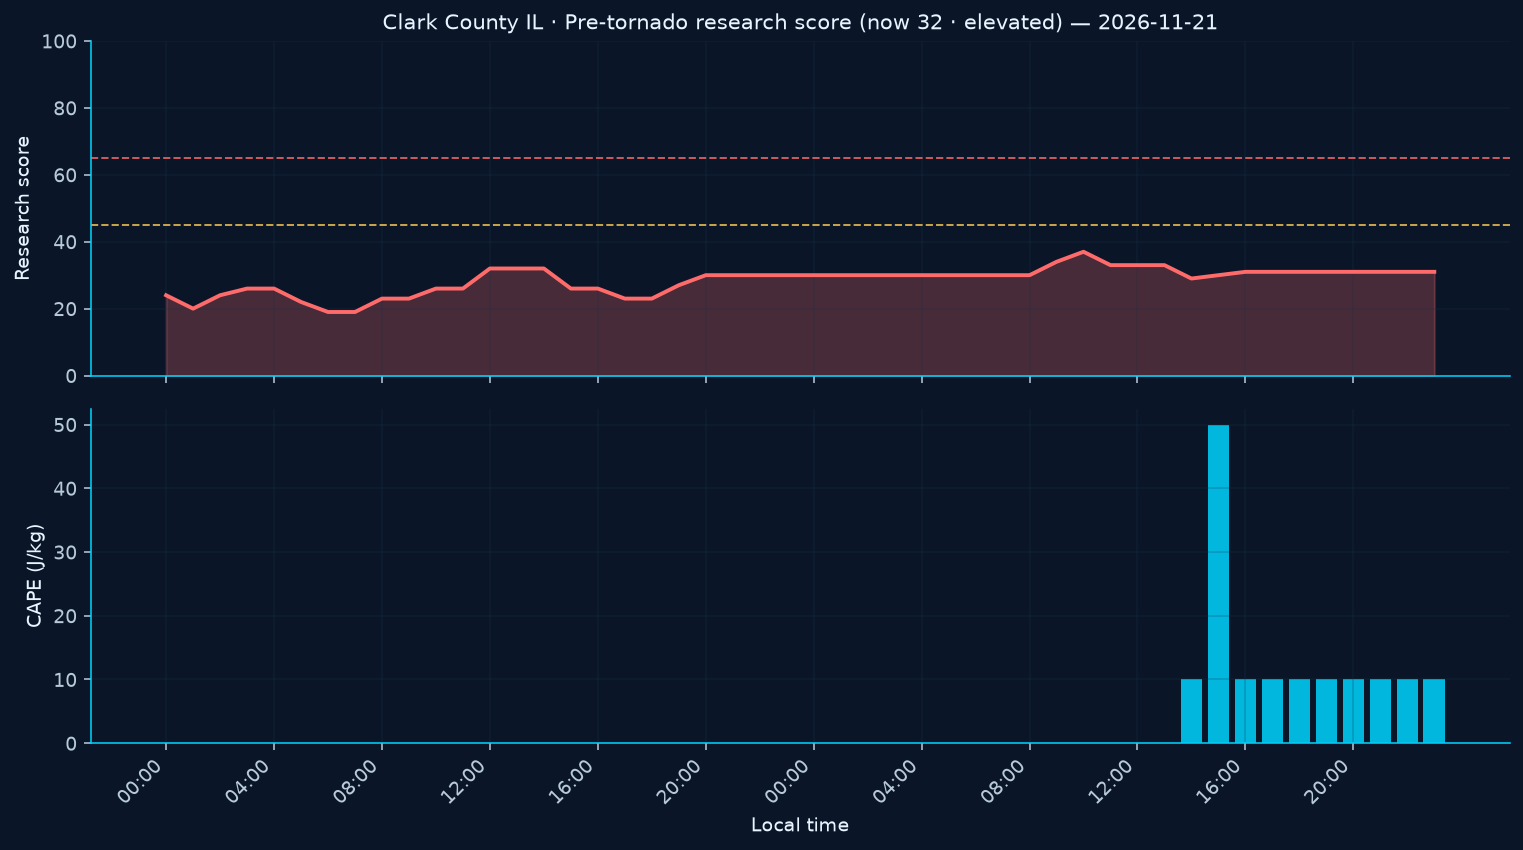 Clark County IL · Pre-tornado research score (now 32 · elevated) — 2026-11-21
100
80
60
40
20
0
Research score
50
40
30
20
10
0
CAPE (J/kg)
00:00 04:00 08:00 12:00 16:00 20:00 00:00 04:00 08:00 12:00 16:00 20:00
Local time